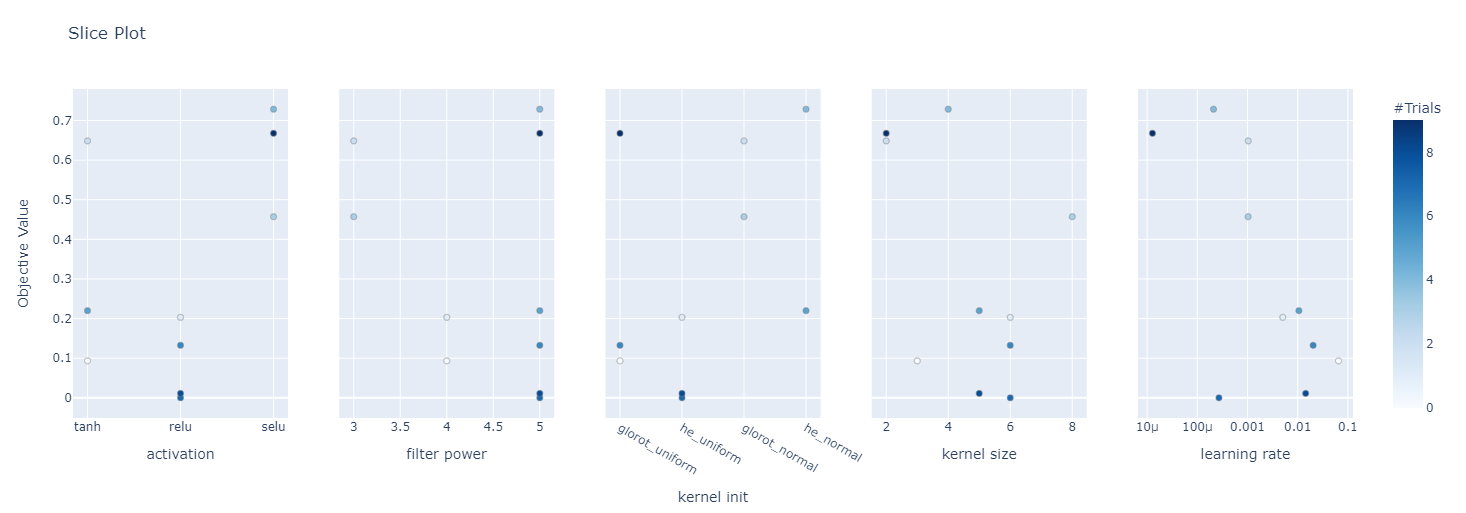 Slice Plot
Objective Value
0.7
0.6
0.5
0.4
0.3
0.2
0.1
0
tanh relu selu
activation
3 3.5 4 4.5 5
filter power
glorot_uniform he_uniform glorot_normal he_normal
kernel init
2 4 6 8
kernel size
10μ 100μ 0.001 0.01 0.1
learning rate
#Trials
8
6
4
2
0